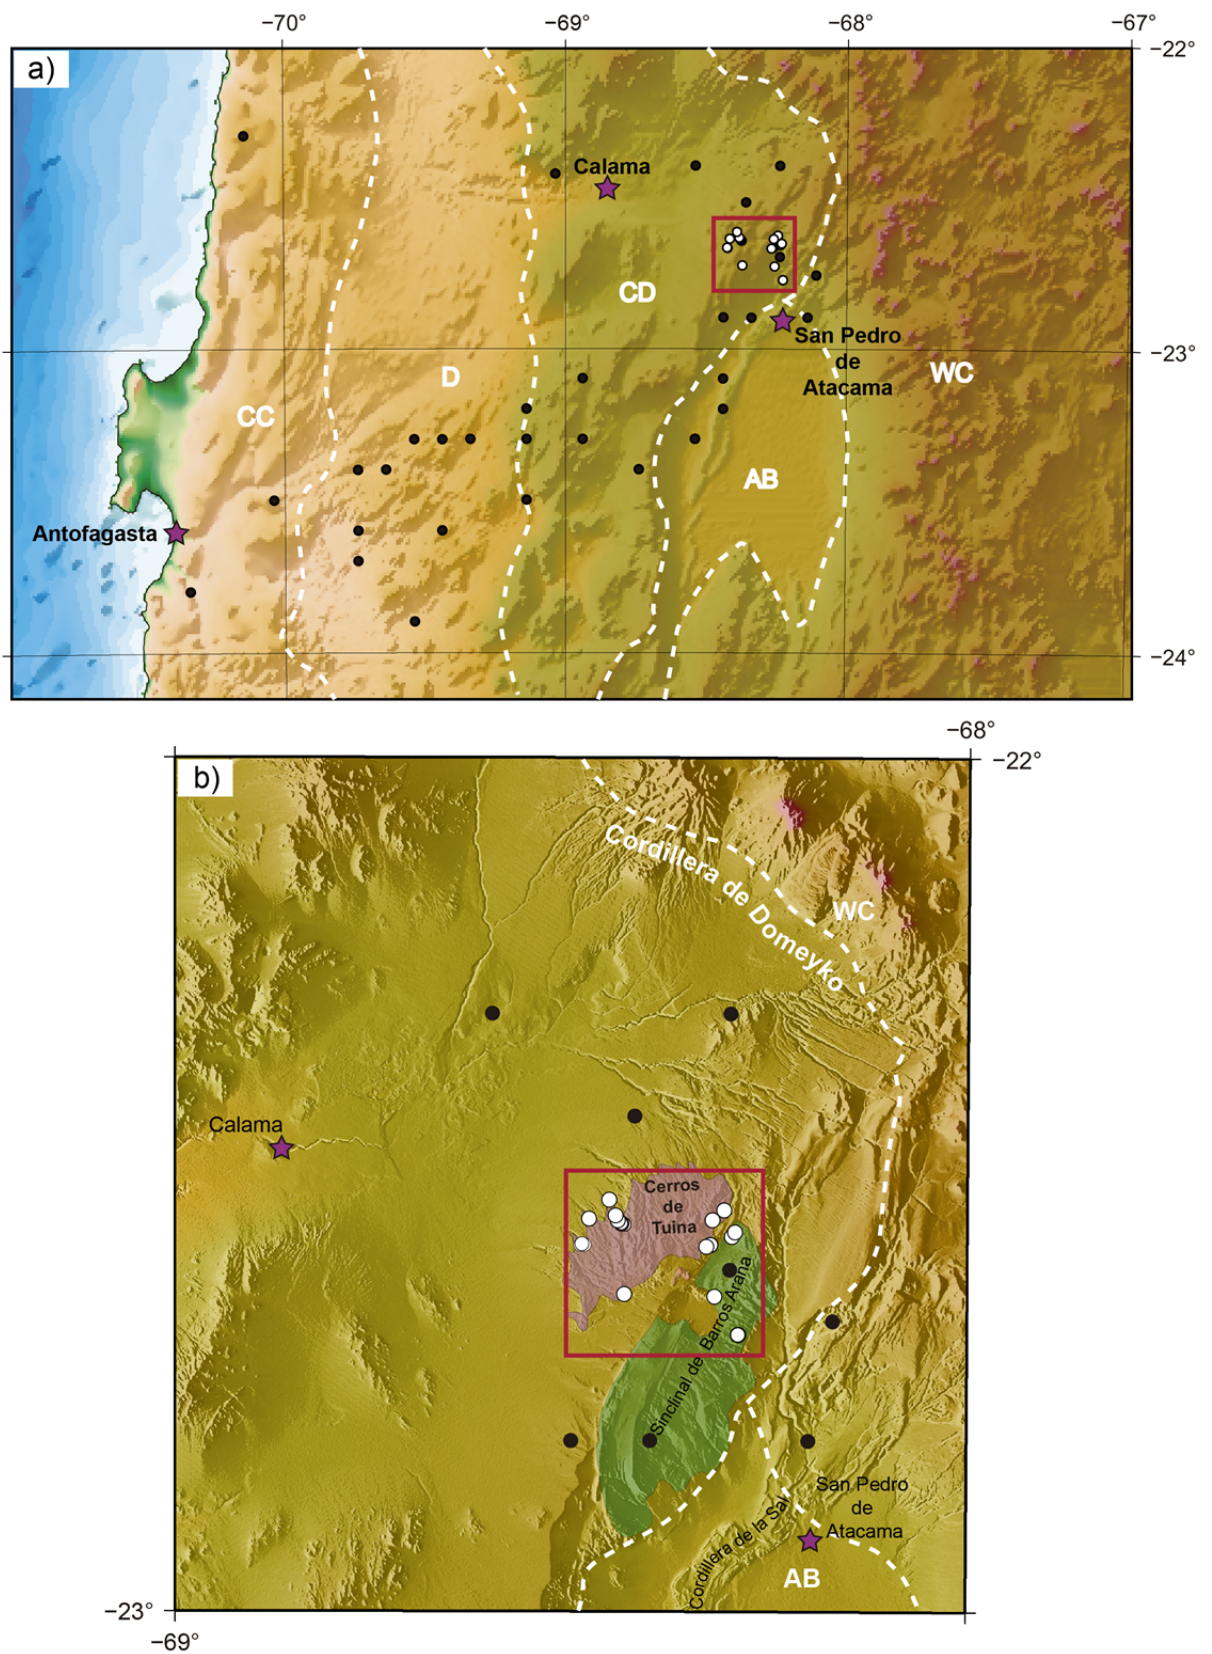 −70°
−69°
−68°
−67°
a)
−22°
Calama
CD
San Pedro
de
Atacama
−23°
WC
D
CC
AB
Antofagasta
−24°
−68°
b)
−22°
Cordillera de Domeyko
WC
Calama
Cerros
de
Tuina
Sinclinal de Barros Arana
San Pedro
de
Atacama
Cordillera de la Sal
AB
−23°
−69°